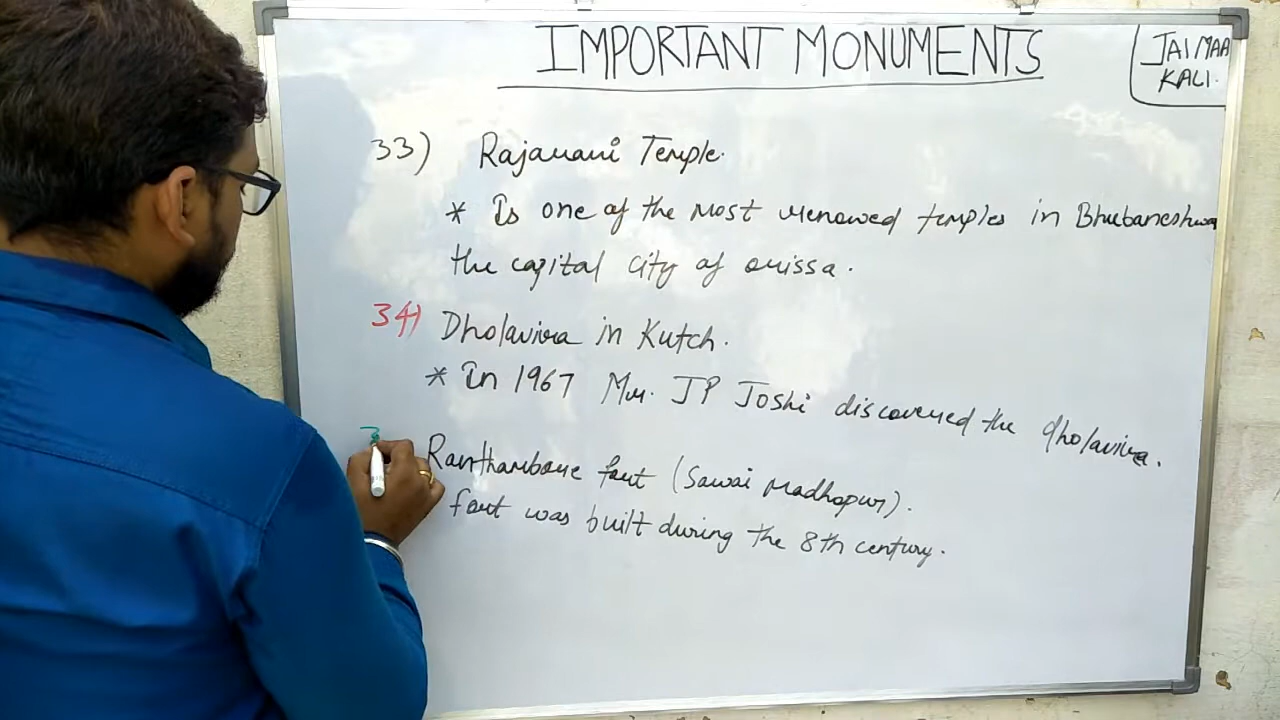 IMPORTANT MONUMENTS
JAI MAA
KALI.
33) Rajarani Temple.
* Is one of the most renowed temples in Bhubaneshwar
the capital city of orissa.
34) Dholavira in Kutch.
* In 1967 Mr. JP Joshi discovered the dholavira.
3
Ranthambore fort (Sawai Madhopur).
fort was built during the 8th century.